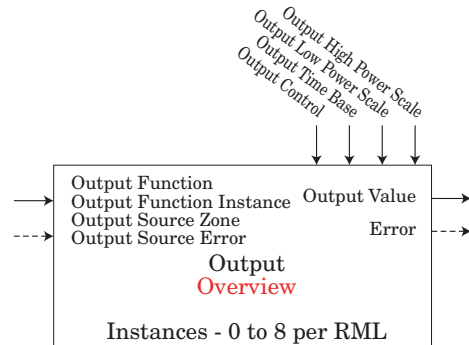 Output High Power Scale
Output Low Power Scale
Output Time Base
Output Control
Output Function
Output Function Instance
Output Source Zone
Output Source Error
Output Value
Error
Output
Overview
Instances - 0 to 8 per RML